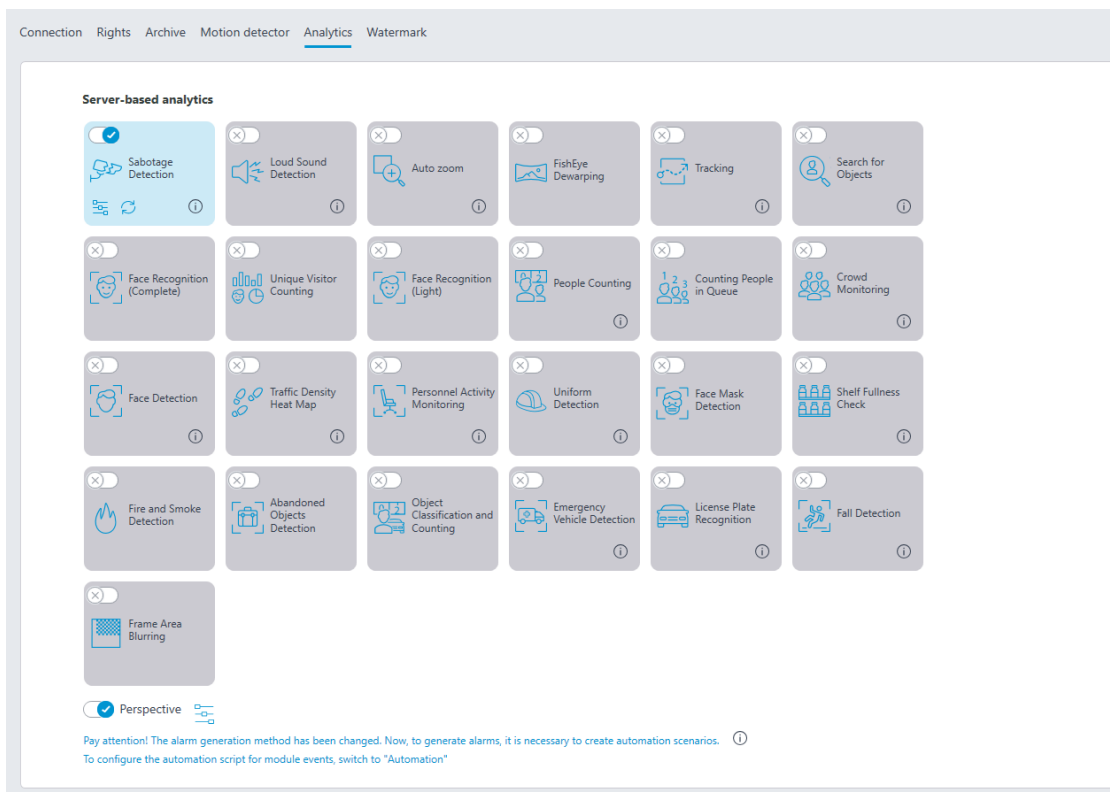 Connection Rights Archive Motion detector Analytics Watermark
Server-based analytics
Sabotage
Detection
Loud Sound
Detection
Auto zoom
FishEye
Dewarping
Tracking
Search for
Objects
Face Recognition
(Complete)
Unique Visitor
Counting
Face Recognition
(Light)
People Counting
Counting People
in Queue
Crowd
Monitoring
Face Detection
Traffic Density
Heat Map
Personnel Activity
Monitoring
Uniform
Detection
Face Mask
Detection
Shelf Fullness
Check
Fire and Smoke
Detection
Abandoned
Objects
Detection
Object
Classification and
Counting
Emergency
Vehicle Detection
License Plate
Recognition
Fall Detection
Frame Area
Blurring
Perspective
Pay attention! The alarm generation method has been changed. Now, to generate alarms, it is necessary to create automation scenarios.
To configure the automation script for module events, switch to "Automation"